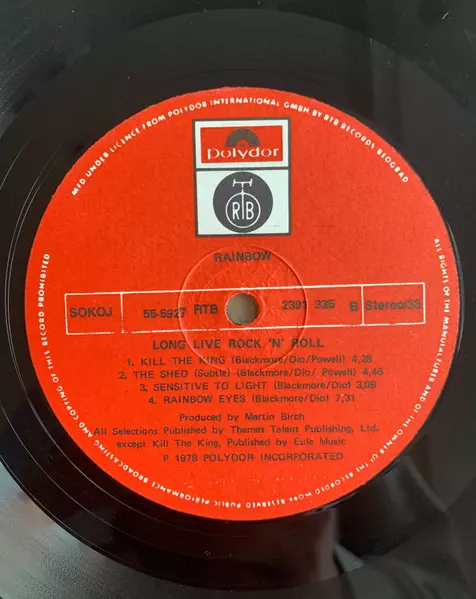 MFD UNDER LICENCE FROM POLYDOR INTERNATIONAL GMBH BY RTB RECORDS BEOGRAD
ALL RIGHTS OF THE MANUFACTURER AND OF THE OWNER OF THE RECORDED WORK RESERVED PUBLIC PERFORMANCE BROADCASTING AND COPYING OF THIS RECORD PROHIBITED
Polydor
RTB
RAINBOW
SOKOJ 55-5927 RTB 2391 335 B Stereo/33
LONG LIVE ROCK 'N' ROLL
1. KILL THE KING (Blackmore/Dio/Powell) 4,26
2. THE SHED (Subtle) (Blackmore/Dio/ Powell) 4,46
3. SENSITIVE TO LIGHT (Blackmore/Dio) 3,08
4. RAINBOW EYES (Blackmore/Dio) 7,31
Produced by Martin Birch
All Selections Published by Thames Talent Publishing, Ltd.
except Kill The King, Published by Eule Music
P 1978 POLYDOR INCORPORATED